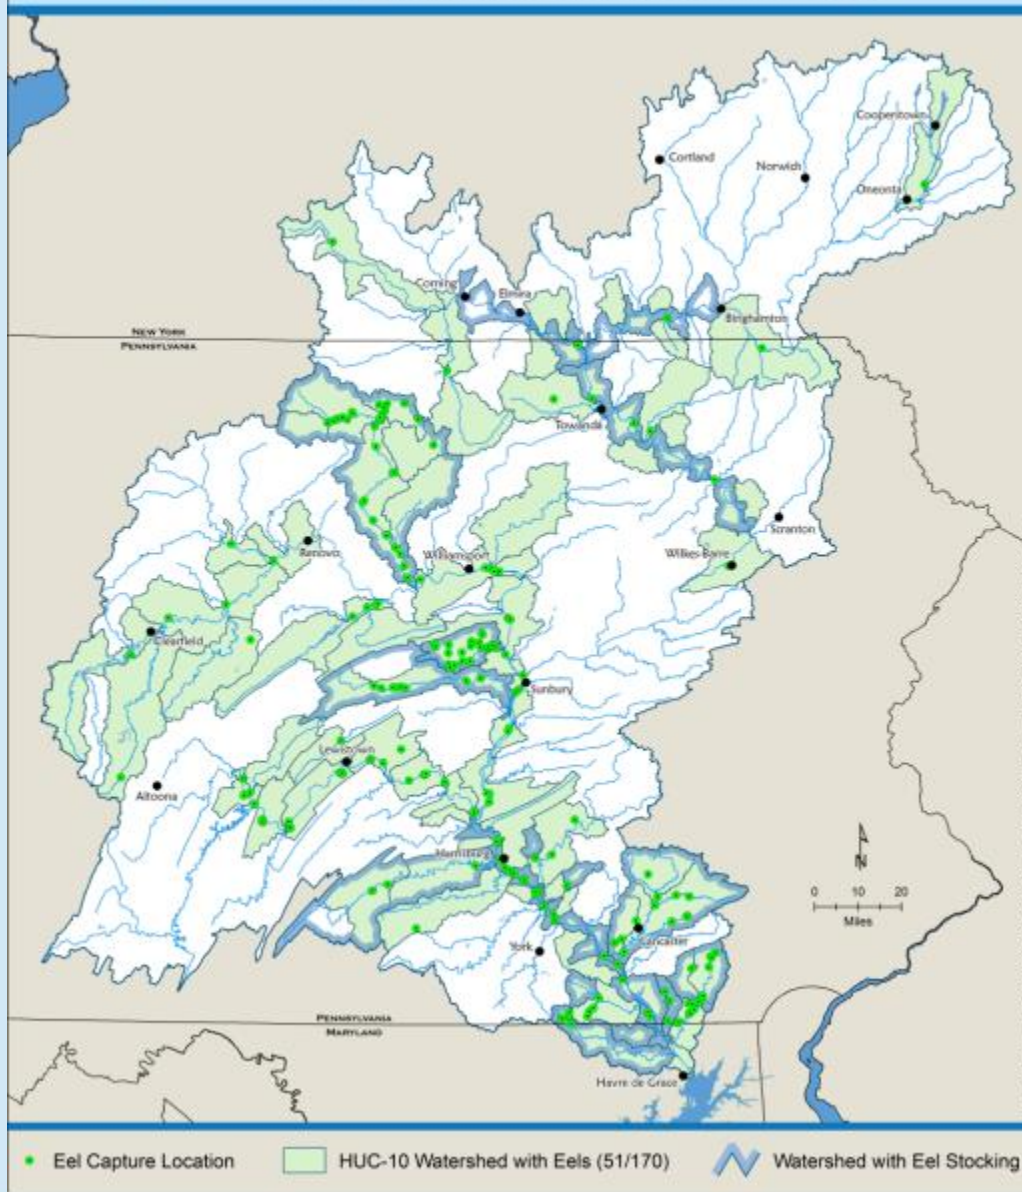 Cooperstown
Cortland
Norwich
Oneonta
Corning
Elmira
Binghamton
NEW YORK
PENNSYLVANIA
Towanda
Scranton
Renovo
Williamsport
Wilkes-Barre
Clearfield
Sunbury
Lewistown
Altoona
Harrisburg
N
0 10 20
Miles
Lancaster
York
PENNSYLVANIA
MARYLAND
Havre de Grace
Eel Capture Location
HUC-10 Watershed with Eels (51/170)
Watershed with Eel Stocking